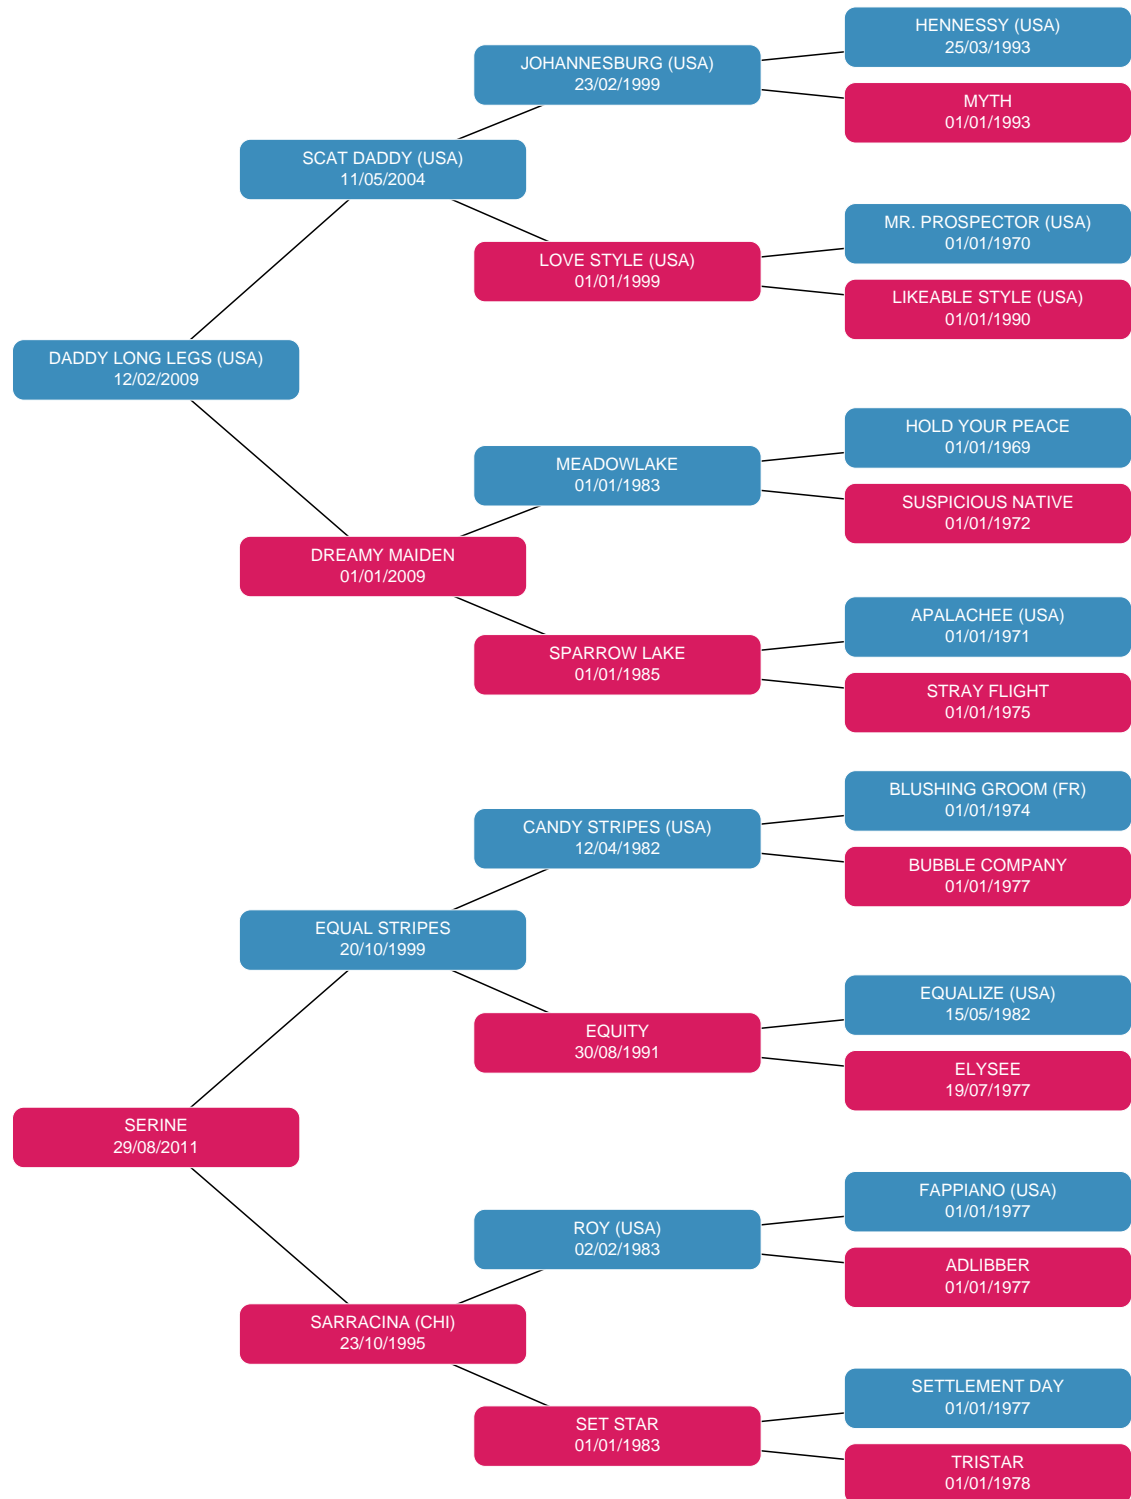 HENNESSY (USA)
25/03/1993
JOHANNESBURG (USA)
23/02/1999
MYTH
01/01/1993
SCAT DADDY (USA)
11/05/2004
MR. PROSPECTOR (USA)
01/01/1970
LOVE STYLE (USA)
01/01/1999
LIKEABLE STYLE (USA)
01/01/1990
DADDY LONG LEGS (USA)
12/02/2009
HOLD YOUR PEACE
01/01/1969
MEADOWLAKE
01/01/1983
SUSPICIOUS NATIVE
01/01/1972
DREAMY MAIDEN
01/01/2009
APALACHEE (USA)
01/01/1971
SPARROW LAKE
01/01/1985
STRAY FLIGHT
01/01/1975
BLUSHING GROOM (FR)
01/01/1974
CANDY STRIPES (USA)
12/04/1982
BUBBLE COMPANY
01/01/1977
EQUAL STRIPES
20/10/1999
EQUALIZE (USA)
15/05/1982
EQUITY
30/08/1991
ELYSEE
19/07/1977
SERINE
29/08/2011
FAPPIANO (USA)
01/01/1977
ROY (USA)
02/02/1983
ADLIBBER
01/01/1977
SARRACINA (CHI)
23/10/1995
SETTLEMENT DAY
01/01/1977
SET STAR
01/01/1983
TRISTAR
01/01/1978